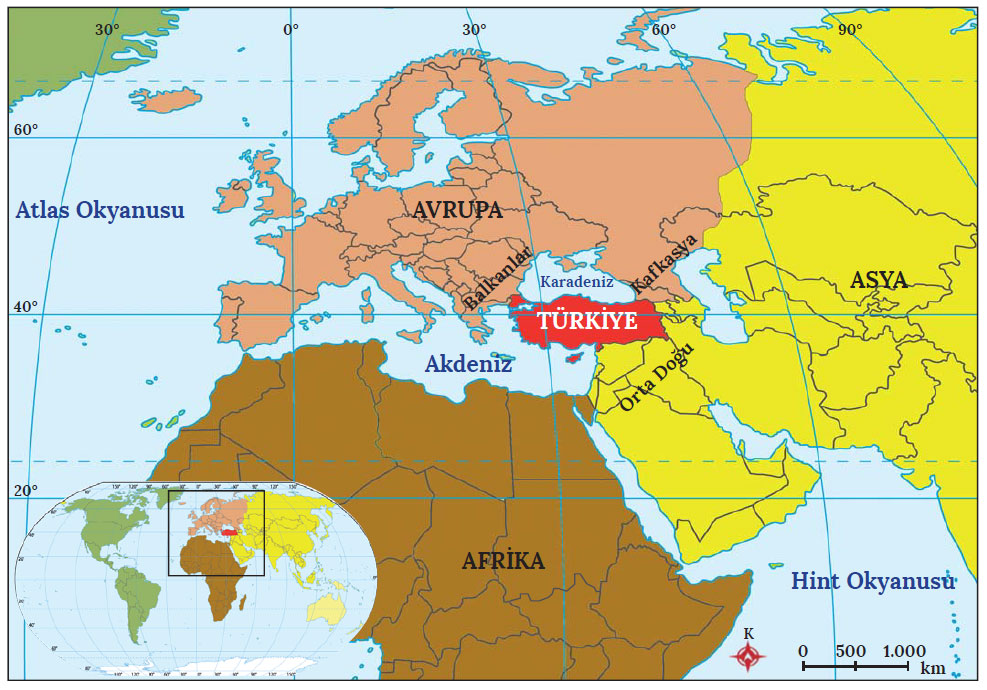 30° 0° 30° 60° 90°
60°
Atlas Okyanusu
AVRUPA
Balkanlar
Kafkasya
Karadeniz
ASYA
40°
TÜRKİYE
Akdeniz
Orta Doğu
20°
AFRİKA
Hint Okyanusu
K
0 500 1.000
km